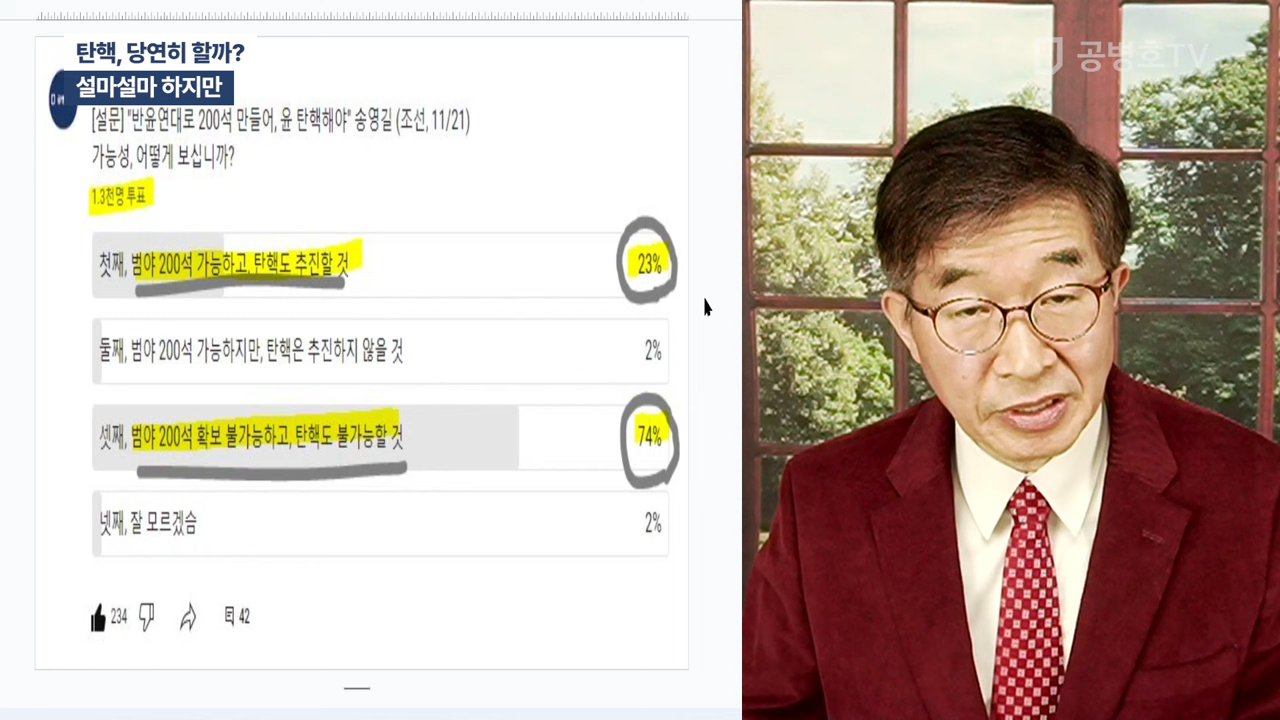 탄핵, 당연히 할까?
설마설마 하지만
공병호TV
[설문] "반윤연대로 200석 만들어, 윤 탄핵해야" 송영길 (조선, 11/21)
가능성, 어떻게 보십니까?
1.3천명 투표
첫째, 범야 200석 가능하고, 탄핵도 추진할 것 23%
둘째, 범야 200석 가능하지만, 탄핵은 추진하지 않을 것 2%
셋째, 범야 200석 확보 불가능하고, 탄핵도 불가능할 것 74%
넷째, 잘 모르겠슴 2%
234 42